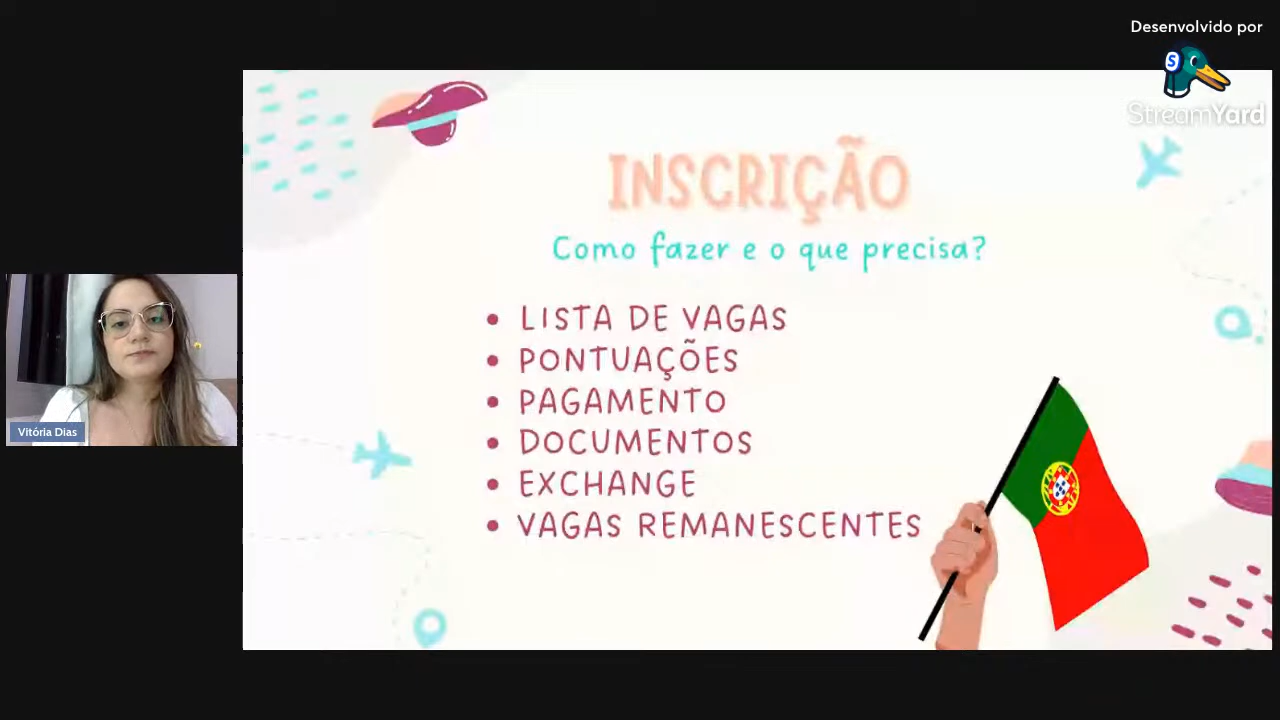 Desenvolvido por
StreamYard
INSCRIÇÃO
Como fazer e o que precisa?
LISTA DE VAGAS
PONTUAÇÕES
PAGAMENTO
DOCUMENTOS
EXCHANGE
VAGAS REMANESCENTES
Vitória Dias